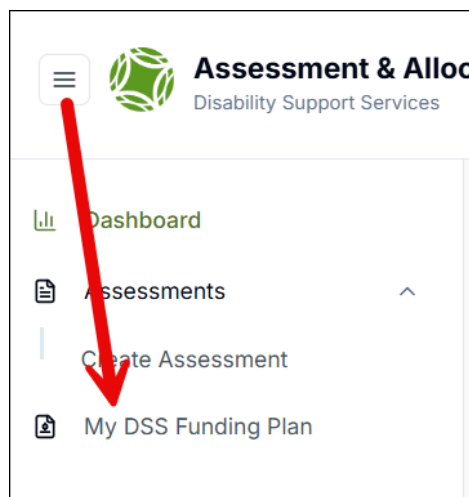 Assessment & Alloc
Disability Support Services
Dashboard
Assessments
Create Assessment
My DSS Funding Plan